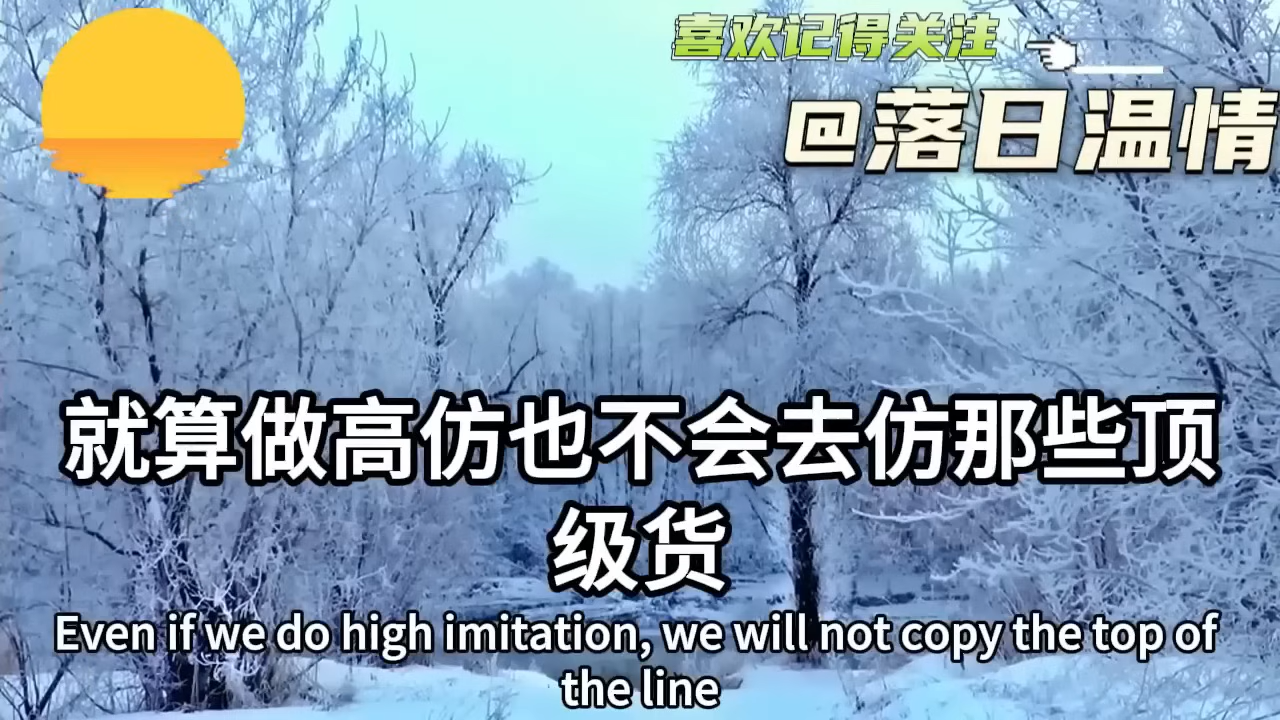 喜欢记得关注
@落日温情
就算做高仿也不会去仿那些顶
级货
Even if we do high imitation, we will not copy the top of
the line